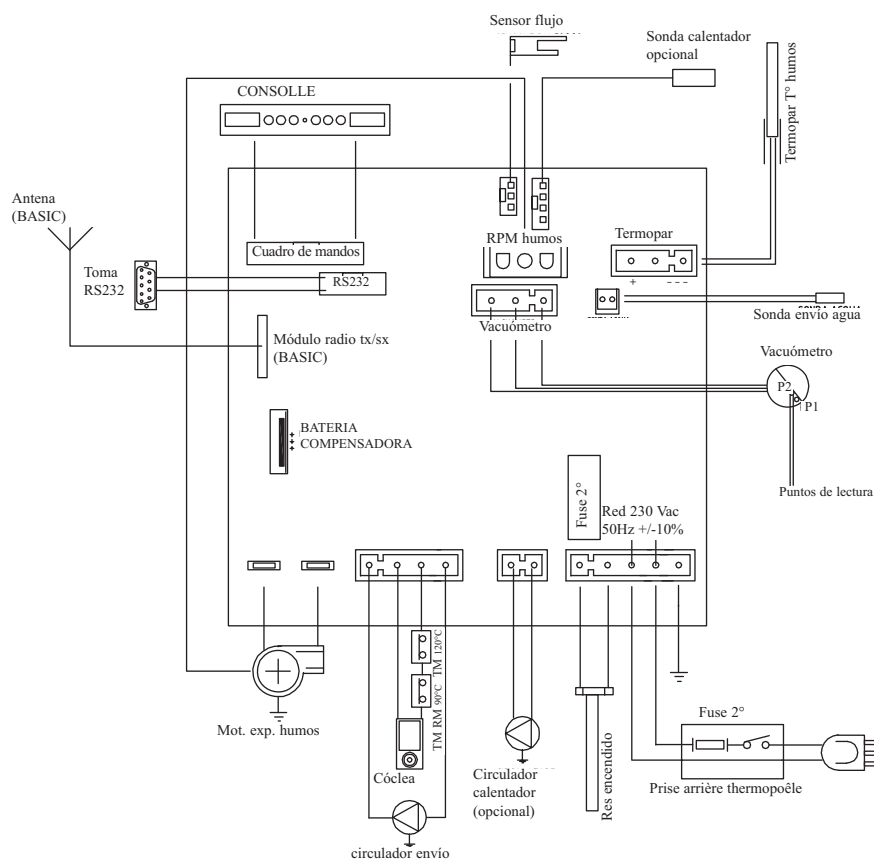 Sensor flujo
Sonda calentador
opcional
Termopar T° humos
CONSOLLE
Antena
(BASIC)
Cuadro de mandos
RPM humos
Termopar
Toma
RS232
RS232
+
Vacuómetro
Sonda envío agua
Módulo radio tx/sx
(BASIC)
Vacuómetro
P2
P1
BATERIA
COMPENSADORA
Puntos de lectura
Fuse 2°
Red 230 Vac
50Hz +/-10%
TM 120°C
TM RM 90°C
Mot. exp. humos
Cóclea
Circulador
calentador
(opcional)
Res encendido
Fuse 2°
Prise arrière thermopoêle
circulador envío